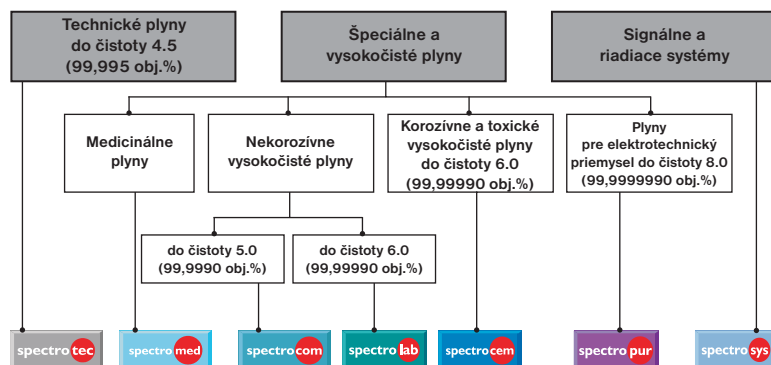 Technické plyny
do čistoty 4.5
(99,995 obj.%)
Špeciálne a
vysokočisté plyny
Signálne a
riadiace systémy
Medicinálne
plyny
Nekorozívne
vysokočisté plyny
Korozívne a toxické
vysokočisté plyny
do čistoty 6.0
(99,99990 obj.%)
Plyny
pre elektrotechnický
priemysel do čistoty 8.0
(99,9999990 obj.%)
do čistoty 5.0
(99,9990 obj.%)
do čistoty 6.0
(99,99990 obj.%)
spectro tec
spectro med
spectro com
spectro lab
spectro cem
spectro pur
spectro sys